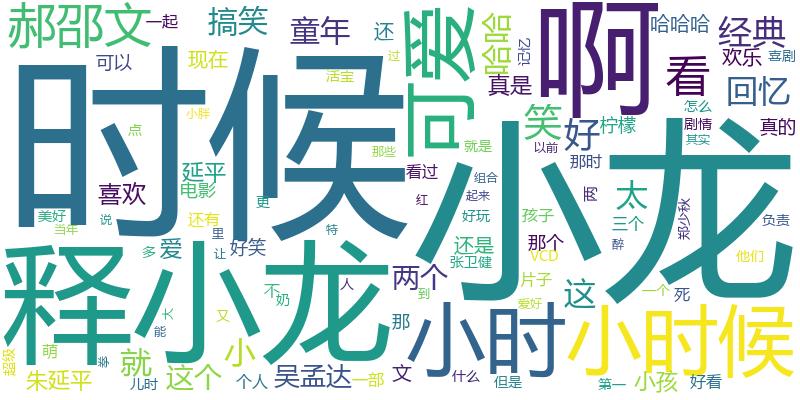 郝邵文
一起
搞笑
童年
还
过
可爱
哈哈
记忆
啊
哈哈哈
经典
看
欢乐
喜剧
可以
现在
活宝
真是
回忆
时候
小龙
小胖
点
那些
笑
好
柠檬
怎么
剧情
其实
真的
就是
以前
那时
延平
喜欢
电影
看过
组合
红
起来
两
太
美好
说
还有
更
特
好玩
孩子
三个
郑少秋
负责
当年
里
让
多
爱
好笑
还是
张卫健
那个
醉
VCD
他们
释小龙
不
奶
人
到
两个
片子
这
一个
死
爱好
大
能
又
那
小时
小时候
超级
萌
拳
就
小
朱延平
儿时
这个
个人
吴孟达
一部
文
什么
但是
第一
小孩
好看